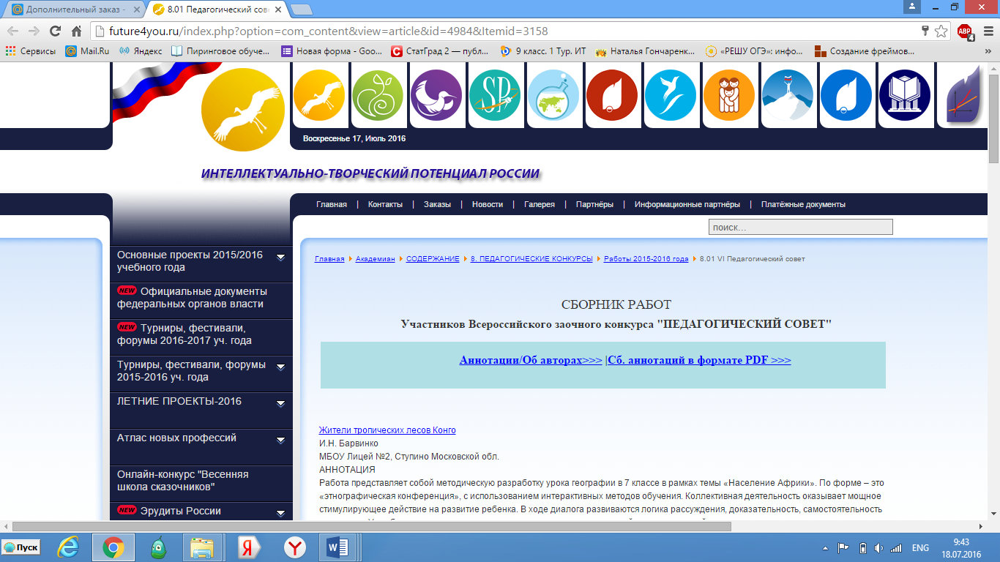 Дополнительный заказ -
8.01 Педагогический сов
future4you.ru/index.php?option=com_content&view=article&id=4984&Itemid=3158
ABP
4
Сервисы
Mail.Ru
Яндекс
Пиринговое обуче...
Новая форма - Goo...
СтатГрад 2 — публ...
9 класс. 1 Тур. ИТ
Наталья Гончаренк...
«РЕШУ ОГЭ»: инфо...
Создание фреймов...
»
SP
Воскресенье 17, Июль 2016
ИНТЕЛЛЕКТУАЛЬНО-ТВОРЧЕСКИЙ ПОТЕНЦИАЛ РОССИИ
Главная | Контакты | Заказы | Новости | Галерея | Партнёры | Информационные партнёры | Платёжные документы
поиск...
Основные проекты 2015/2016
учебного года
NEW Официальные документы
федеральных органов власти
NEW Турниры, фестивали,
форумы 2016-2017 уч. года
Турниры, фестивали, форумы
2015-2016 уч. года
ЛЕТНИЕ ПРОЕКТЫ-2016
Атлас новых профессий
Онлайн-конкурс "Весенняя
школа сказочников"
NEW Эрудиты России
Главная Академиан СОДЕРЖАНИЕ 8. ПЕДАГОГИЧЕСКИЕ КОНКУРСЫ Работы 2015-2016 года 8.01 VI Педагогический совет
СБОРНИК РАБОТ
Участников Всероссийского заочного конкурса "ПЕДАГОГИЧЕСКИЙ СОВЕТ"
Аннотации/Об авторах>>> |Сб. аннотаций в формате PDF >>>
Жители тропических лесов Конго
И.Н. Барвинко
МБОУ Лицей №2, Ступино Московской обл.
АННОТАЦИЯ
Работа представляет собой методическую разработку урока географии в 7 классе в рамках темы «Население Африки». По форме – это
«этнографическая конференция», с использованием интерактивных методов обучения. Коллективная деятельность оказывает мощное
стимулирующее действие на развитие ребенка. В ходе диалога развиваются логика рассуждения, доказательность, самостоятельность
Пуск
ENG
9:43
18.07.2016